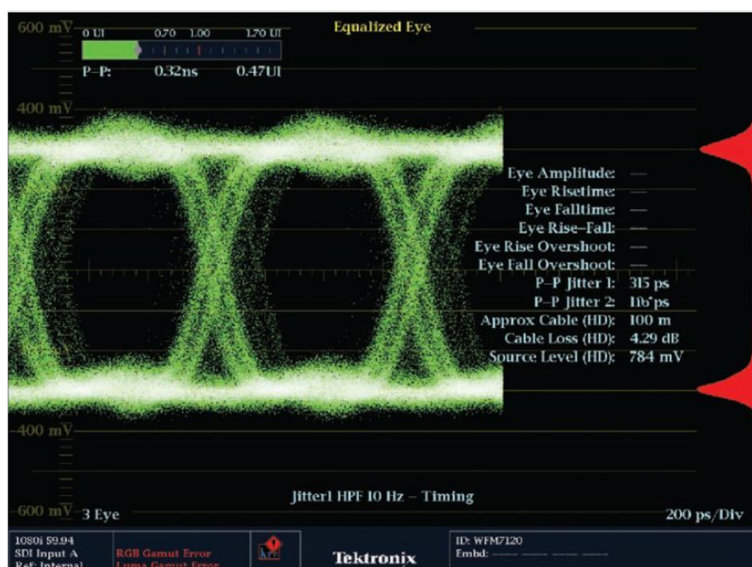 600 mV
0 UI 0.70 1.00 1.70 UI
Equalized Eye
P-P: 0.32ns 0.47UI
400 mV
Eye Amplitude: —
Eye Risetime: —
Eye Falltime: —
Eye Rise-Fall: —
Eye Rise Overshoot: —
Eye Fall Overshoot: —
P-P Jitter 1: 315 ps
P-P Jitter 2: ps
Approx Cable (HD): 100 m
Cable Loss (HD): 4.29 dB
Source Level (HD): 784 mV
400 mV
Jitter1 HPF 10 Hz - Timing
600 mV
3 Eye
200 ps/Div
1080i 59.94
SDI Input A
Ref: Internal
RGB Gamut Error
Luma Gamut Error
Tektronix
ID: WFM7120
Embd: ---- ---- ---- ----